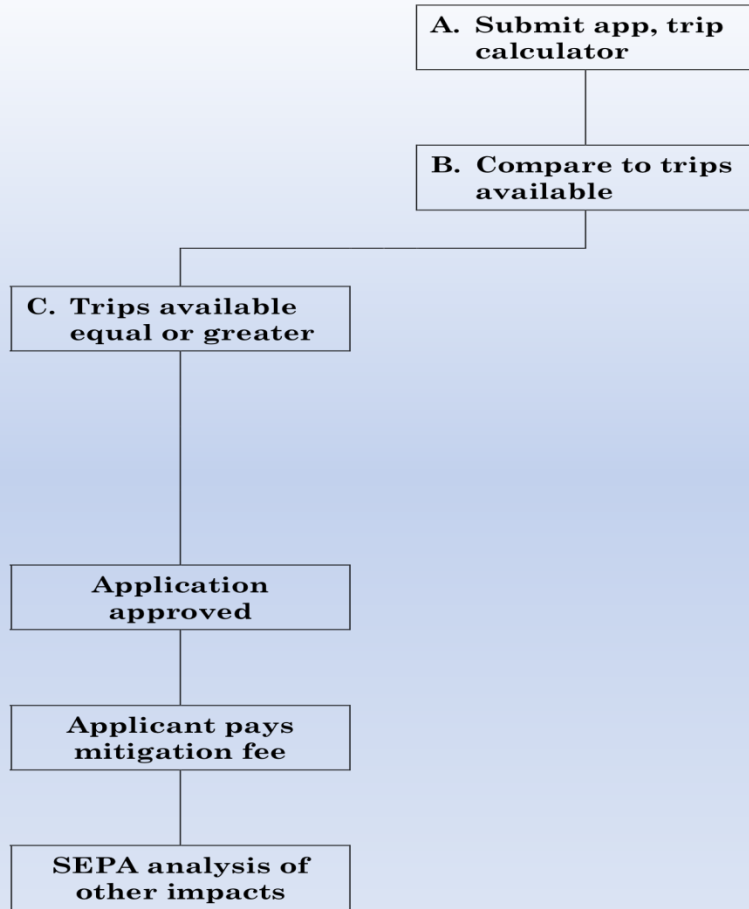 A. Submit app, trip
calculator
B. Compare to trips
available
C. Trips available
equal or greater
Application
approved
Applicant pays
mitigation fee
SEPA analysis of
other impacts